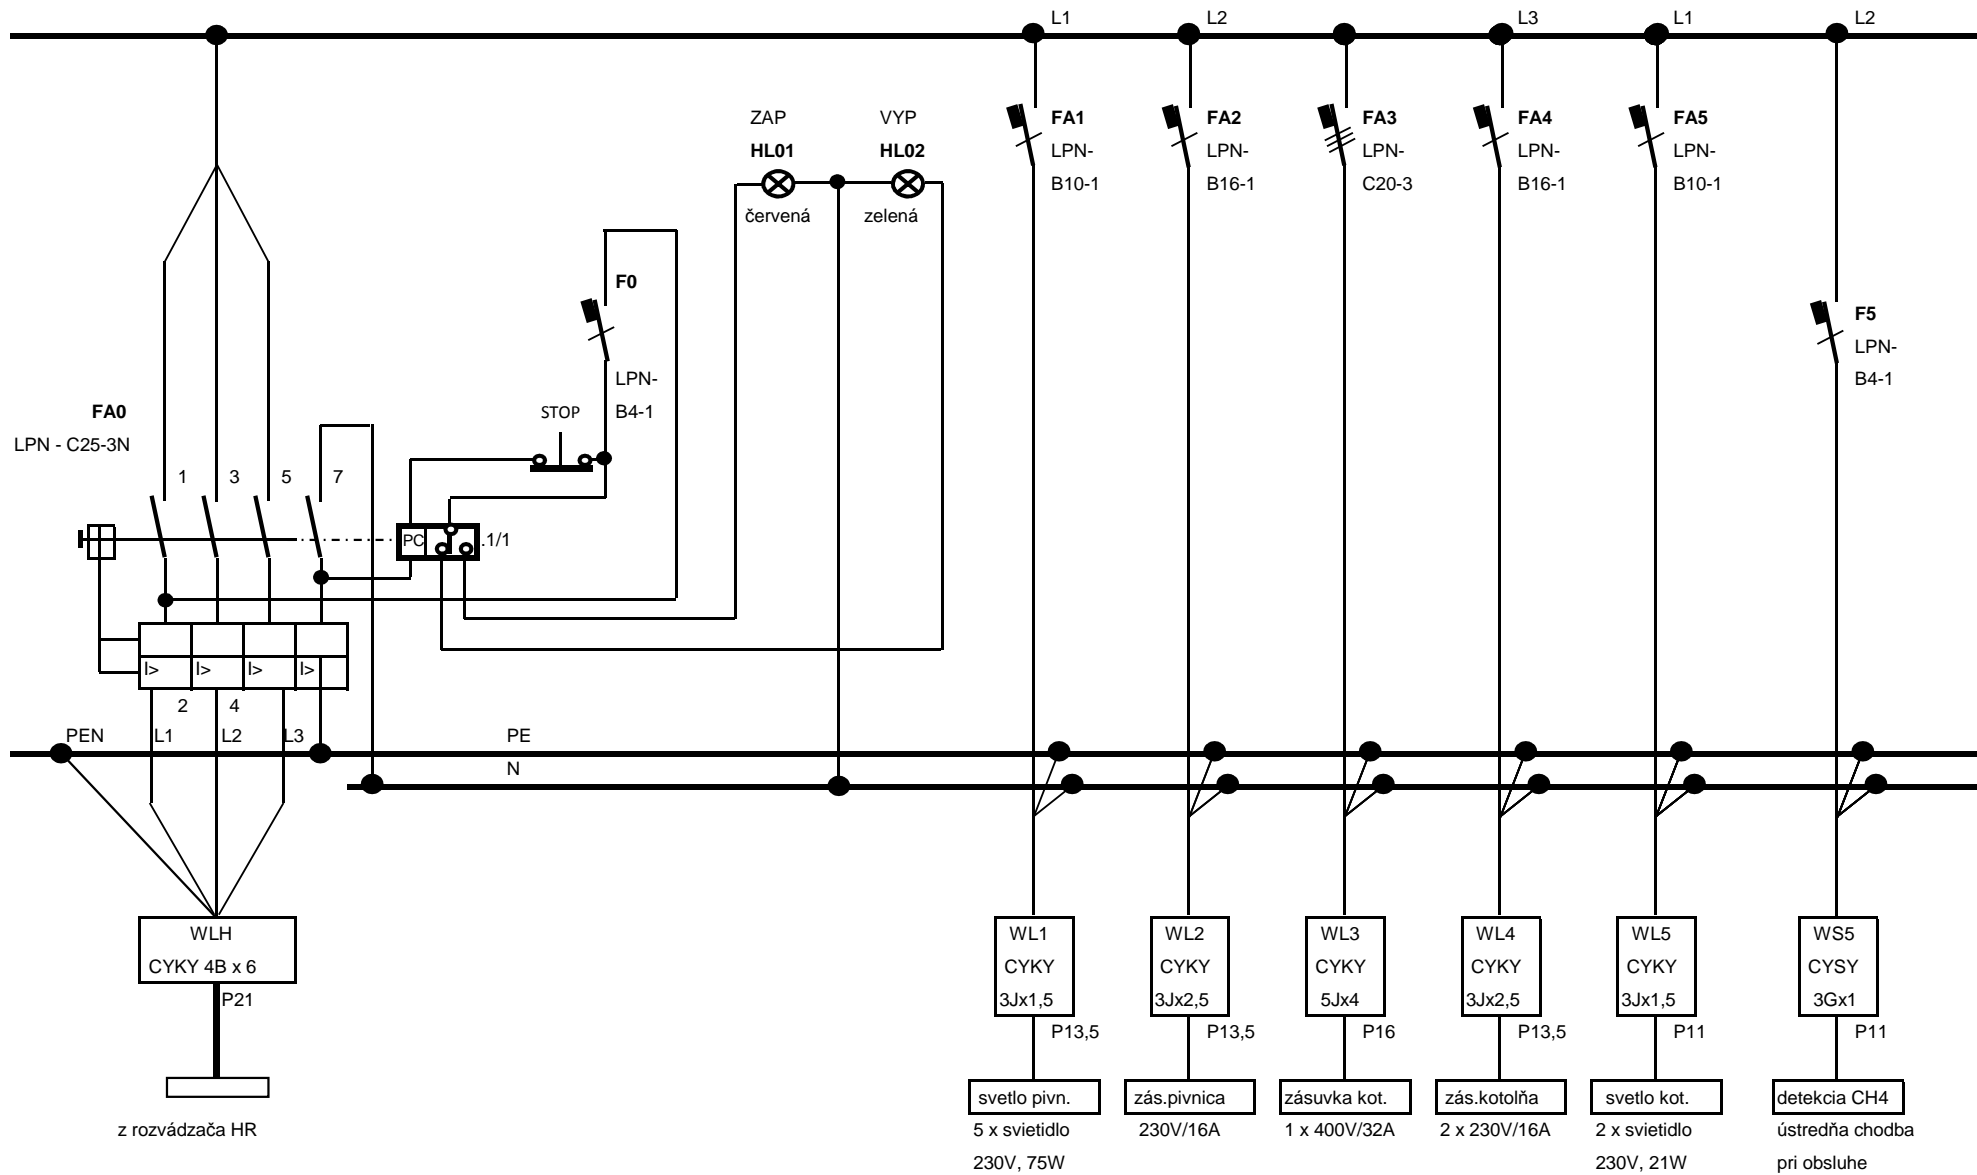 L1
L2
L3
L1
L2
ZAP
HL01
červená
VYP
HL02
zelená
FA1
LPN-
B10-1
FA2
LPN-
B16-1
FA3
LPN-
C20-3
FA4
LPN-
B16-1
FA5
LPN-
B10-1
F0
LPN-
B4-1
F5
LPN-
B4-1
FA0
LPN - C25-3N
STOP
1 3 5 7
PC
.1/1
I> I> I> I>
2 4
PEN L1 L2 L3 PE
N
WLH
CYKY 4B x 6
P21
z rozvádzača HR
WL1
CYKY
3Jx1,5
P13,5
svetlo pivn.
5 x svietidlo
230V, 75W
WL2
CYKY
3Jx2,5
P13,5
zás.pivnica
230V/16A
WL3
CYKY
5Jx4
P16
zásuvka kot.
1 x 400V/32A
WL4
CYKY
3Jx2,5
P13,5
zás.kotolňa
2 x 230V/16A
WL5
CYKY
3Jx1,5
P11
svetlo kot.
2 x svietidlo
230V, 21W
WS5
CYSY
3Gx1
P11
detekcia CH4
ústredňa chodba
pri obsluhe